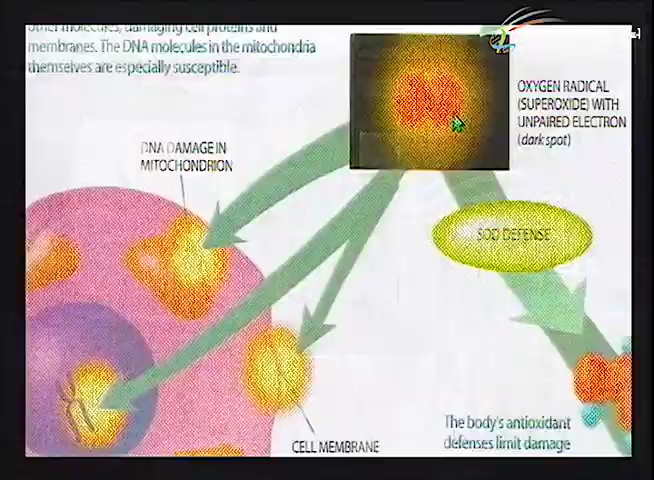 other molecules, damaging cell proteins and
membranes. The DNA molecules in the mitochondria
themselves are especially susceptible.
OXYGEN RADICAL
(SUPEROXIDE) WITH
UNPAIRED ELECTRON
(dark spot)
DNA DAMAGE IN
MITOCHONDRION
SOD DEFENSE
The body's antioxidant
defenses limit damage
CELL MEMBRANE